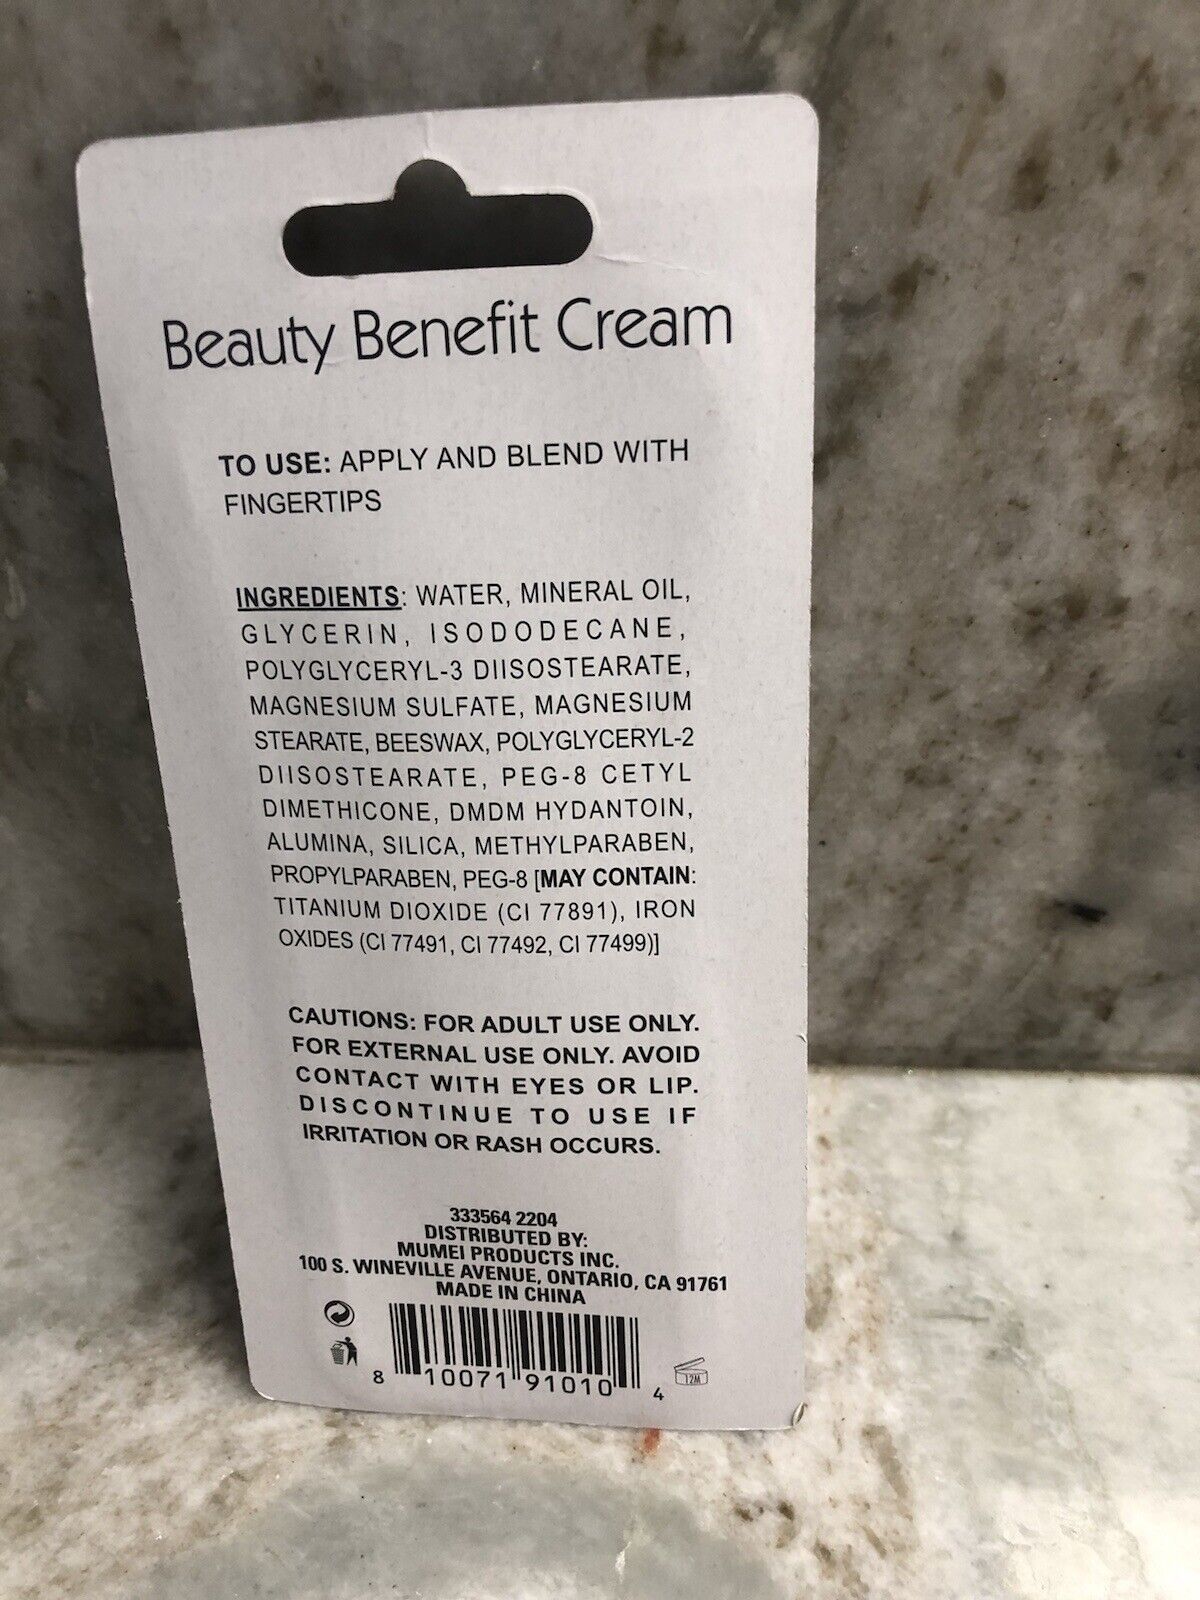 Beauty Benefit Cream
TO USE: APPLY AND BLEND WITH
FINGERTIPS
INGREDIENTS: WATER, MINERAL OIL,
GLYCERIN, ISODODECANE,
POLYGLYCERYL-3 DIISOSTEARATE,
MAGNESIUM SULFATE, MAGNESIUM
STEARATE, BEESWAX, POLYGLYCERYL-2
DIISOSTEARATE, PEG-8 CETYL
DIMETHICONE, DMDM HYDANTOIN,
ALUMINA, SILICA, METHYLPARABEN,
PROPYLPARABEN, PEG-8 [MAY CONTAIN:
TITANIUM DIOXIDE (CI 77891), IRON
OXIDES (CI 77491, CI 77492, CI 77499)]
CAUTIONS: FOR ADULT USE ONLY.
FOR EXTERNAL USE ONLY. AVOID
CONTACT WITH EYES OR LIP.
DISCONTINUE TO USE IF
IRRITATION OR RASH OCCURS.
333564 2204
DISTRIBUTED BY:
MUMEI PRODUCTS INC.
100 S. WINEVILLE AVENUE, ONTARIO, CA 91761
MADE IN CHINA
8 10071 91010 4
12M